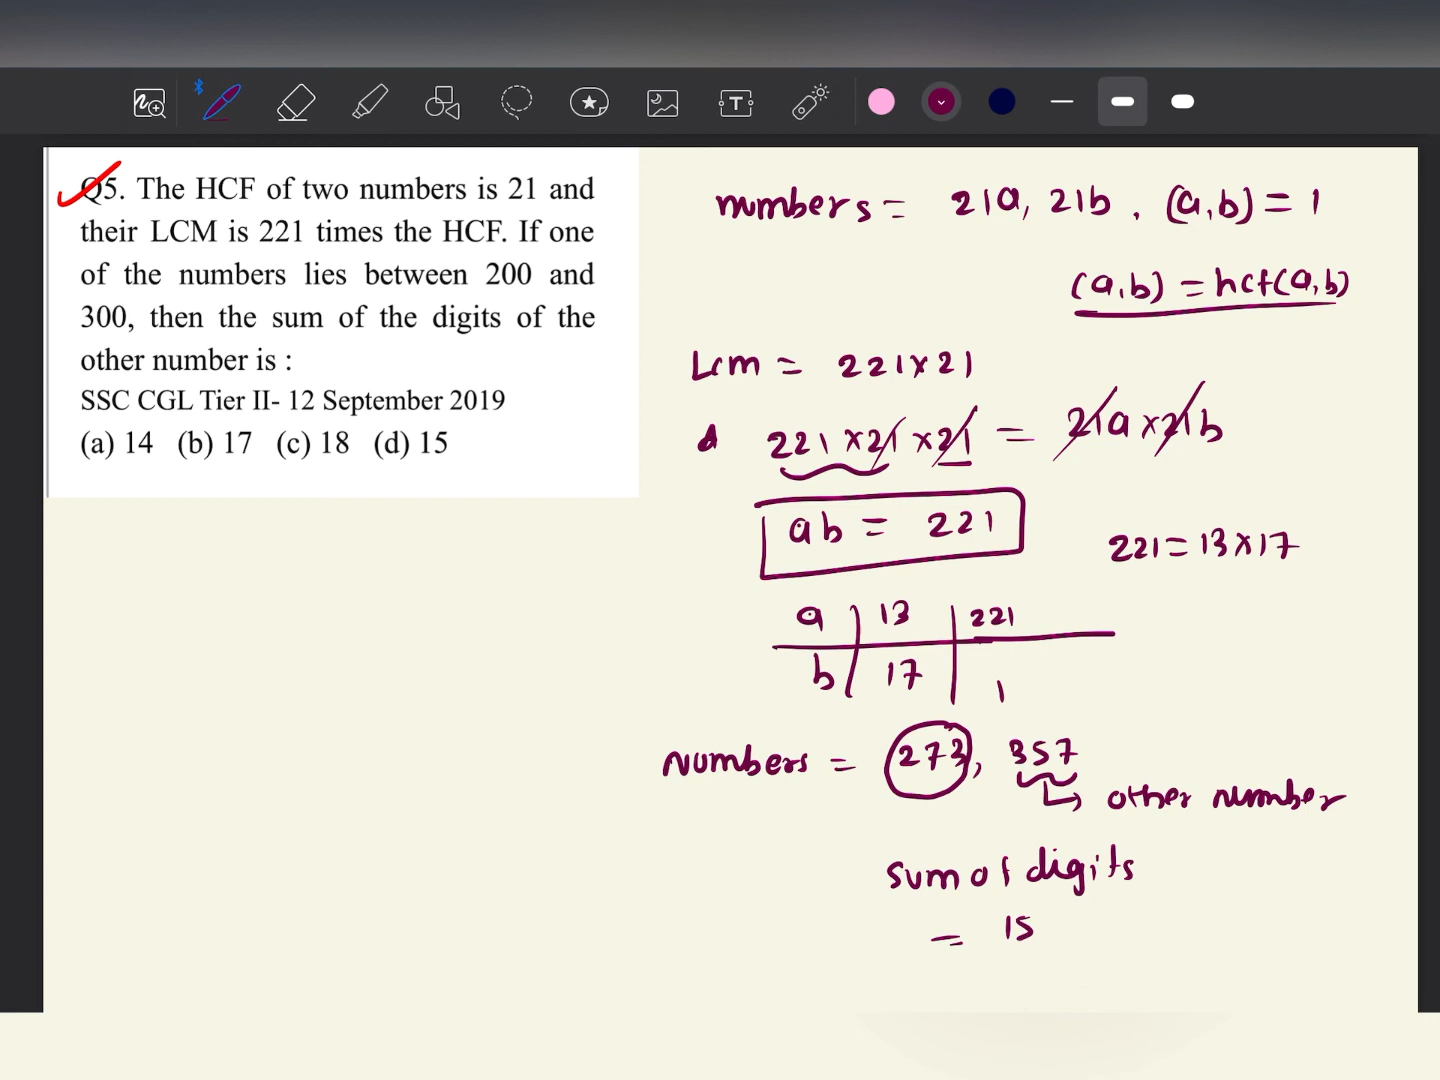 Q5. The HCF of two numbers is 21 and
their LCM is 221 times the HCF. If one
of the numbers lies between 200 and
300, then the sum of the digits of the
other number is :
SSC CGL Tier II- 12 September 2019
(a) 14 (b) 17 (c) 18 (d) 15
numbers = 21a, 21b . (a,b) = 1
(a,b) = hcf(a,b)
Lcm = 221x21
221 x 21 x 21 = 21a x 21b
ab = 221
221 = 13 x 17
a | 13 | 221
b | 17 | 1
numbers = 273, 357
other number
sum of digits
= 15